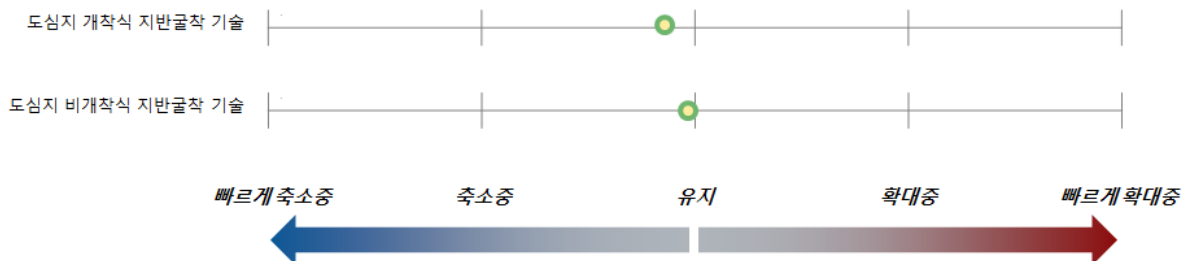 도심지 개착식 지반굴착 기술
도심지 비개착식 지반굴착 기술
빠르게 축소중 축소중 유지 확대중 빠르게 확대중